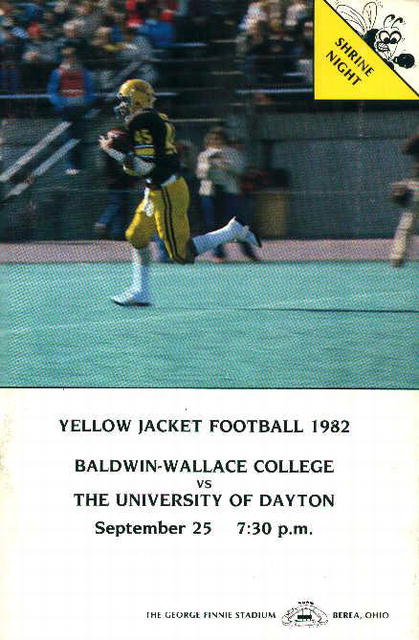 SHRINE
NIGHT
45
YELLOW JACKET FOOTBALL 1982
BALDWIN-WALLACE COLLEGE
VS
THE UNIVERSITY OF DAYTON
September 25 7:30 p.m.
THE GEORGE FINNIE STADIUM BEREA, OHIO